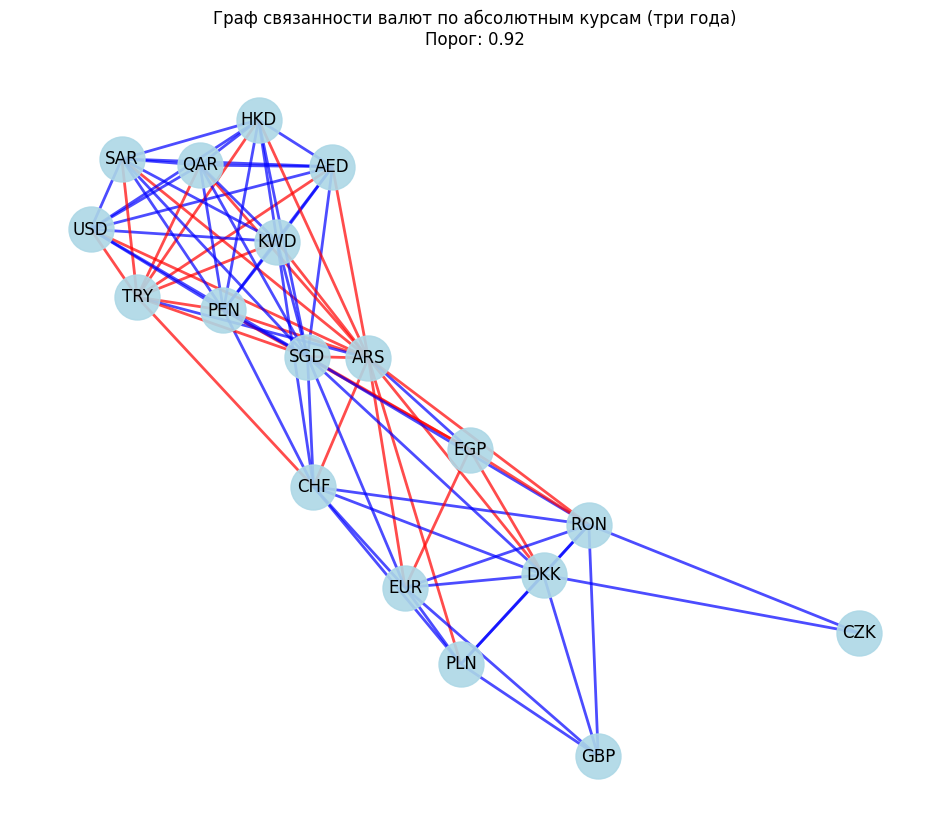 Граф связанности валют по абсолютным курсам (три года)
Порог: 0.92
HKD
SAR
QAR
AED
USD
KWD
TRY
PEN
SGD
ARS
EGP
CHF
RON
DKK
EUR
CZK
PLN
GBP